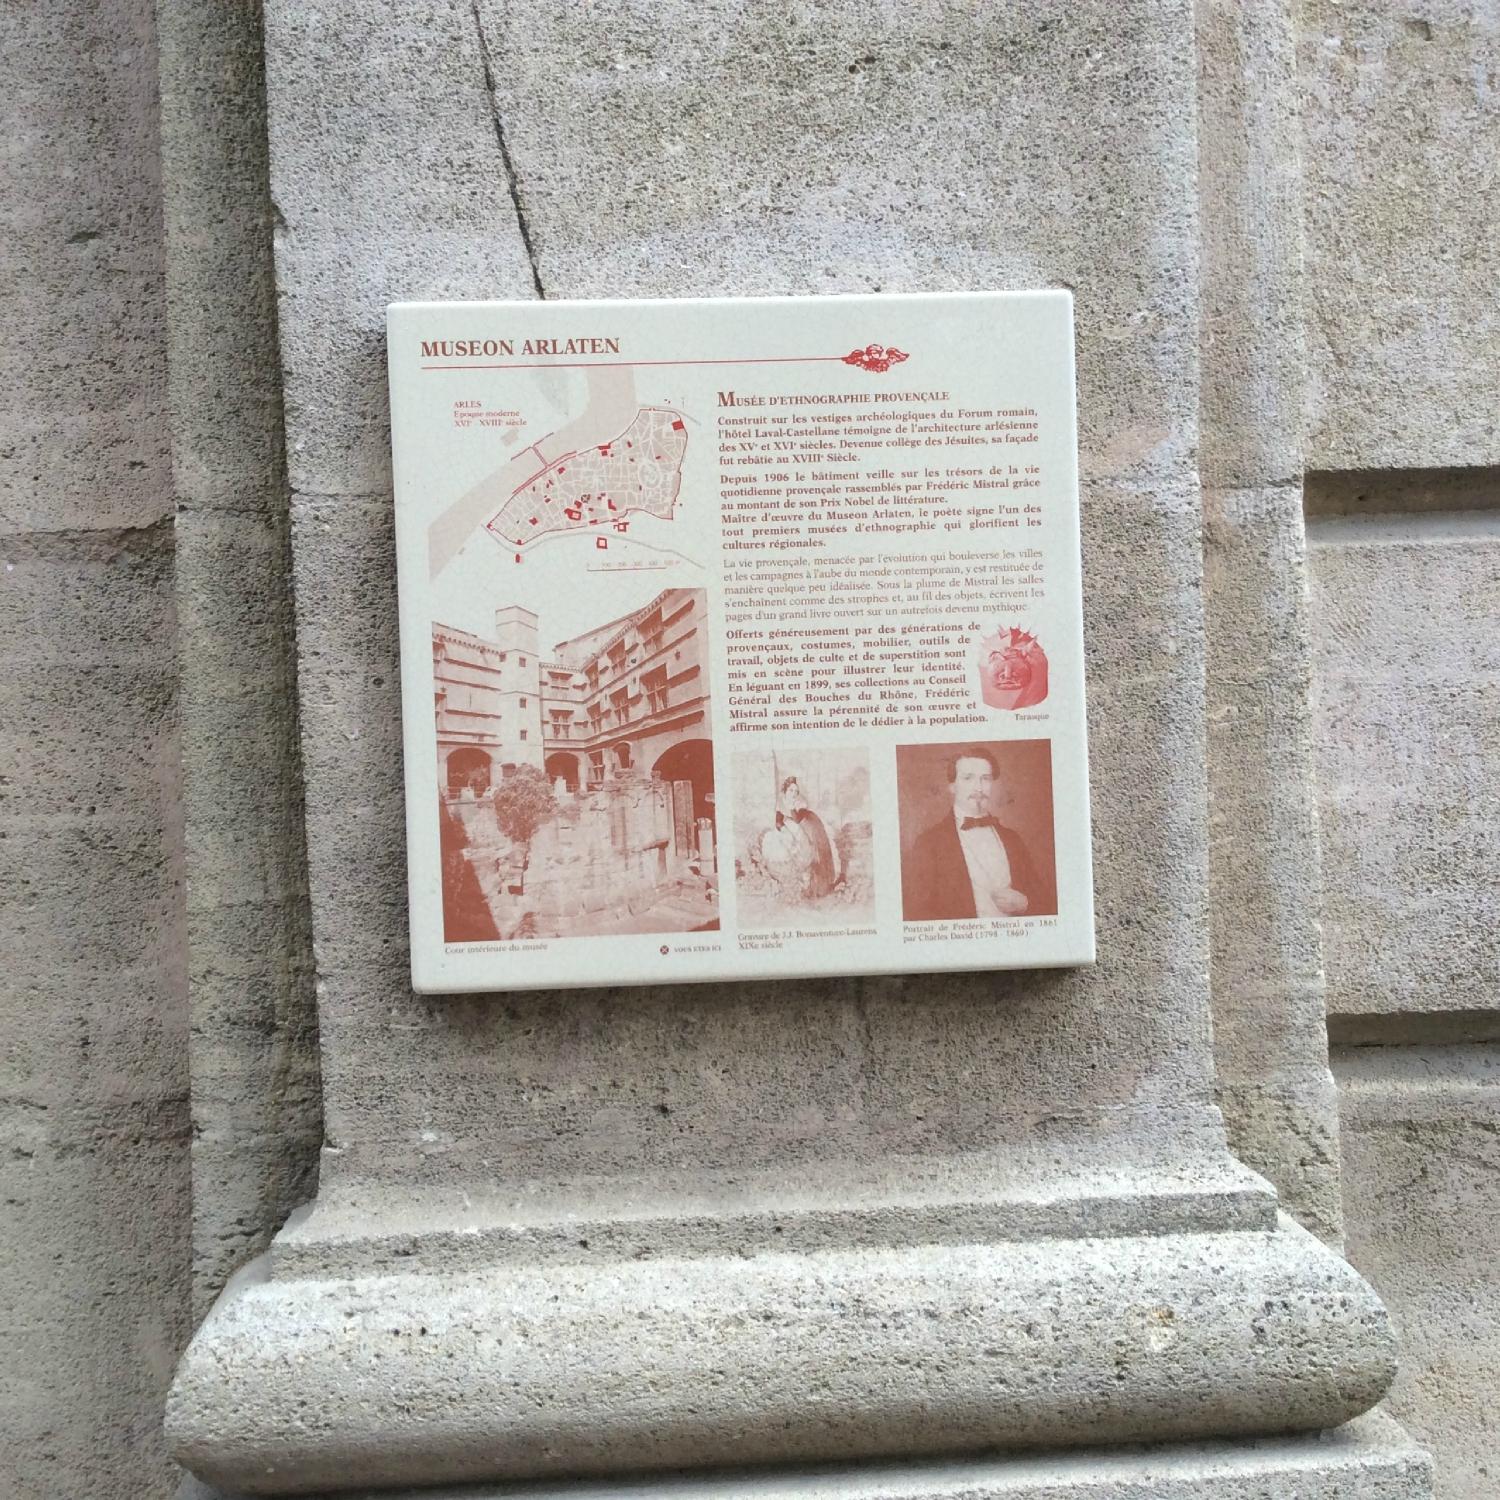 MUSEON ARLATEN
ARLES
Epoque moderne
XVIᵉ - XVIIIᵉ siècle
MUSÉE D'ETHNOGRAPHIE PROVENÇALE
Construit sur les vestiges archéologiques du Forum romain,
l'hôtel Laval-Castellane témoigne de l'architecture arlésienne
des XVᵉ et XVIᵉ siècles. Devenue collège des Jésuites, sa façade
fut rebâtie au XVIIIᵉ Siècle.
Depuis 1906 le bâtiment veille sur les trésors de la vie
quotidienne provençale rassemblés par Frédéric Mistral grâce
au montant de son Prix Nobel de littérature.
Maître d'œuvre du Museon Arlaten, le poète signe l'un des
tout premiers musées d'ethnographie qui glorifient les
cultures régionales.
La vie provençale, menacée par l'évolution qui bouleverse les villes
et les campagnes à l'aube du monde contemporain, y est restituée de
manière quelque peu idéalisée. Sous la plume de Mistral les salles
s'enchaînent comme des strophes et, au fil des objets, écrivent les
pages d'un grand livre ouvert sur un autrefois devenu mythique.
Offerts généreusement par des générations de
provençaux, costumes, mobilier, outils de
travail, objets de culte et de superstition sont
mis en scène pour illustrer leur identité.
En léguant en 1899, ses collections au Conseil
Général des Bouches du Rhône, Frédéric
Mistral assure la pérennité de son œuvre et
affirme son intention de le dédier à la population.
Tarasque
Cour intérieure du musée
VOUS ETES ICI
Gravure de J.J. Bonaventure-Laurens
XIXe siècle
Portrait de Frédéric Mistral en 1861
par Charles David (1798 - 1869)